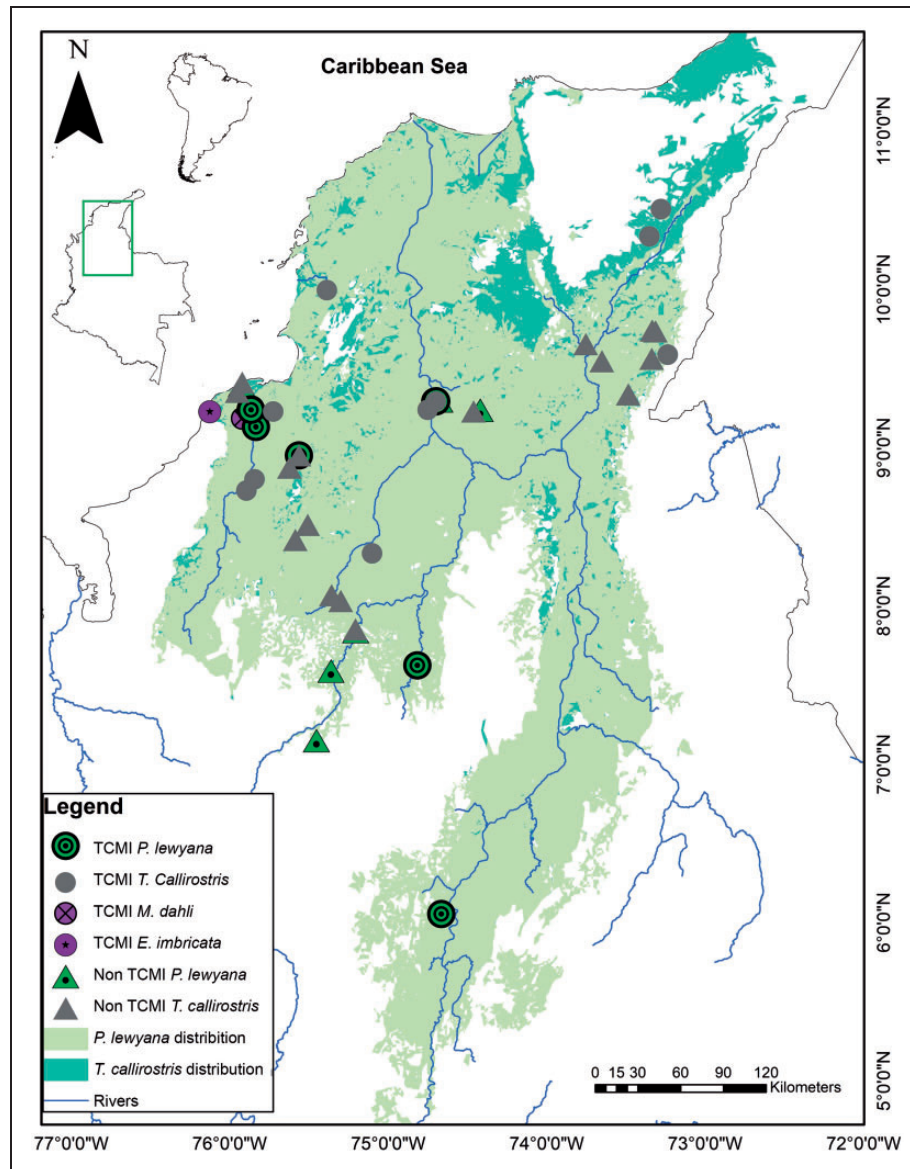 N
Caribbean Sea
11°0'0"N
10°0'0"N
9°0'0"N
8°0'0"N
7°0'0"N
6°0'0"N
5°0'0"N
Legend
TCMI P. lewyana
TCMI T. Callirostris
TCMI M. dahli
TCMI E. imbricata
Non TCMI P. lewyana
Non TCMI T. callirostris
P. lewyana distribition
T. callirostris distribution
Rivers
0 15 30 60 90 120
Kilometers
77°0'0"W 76°0'0"W 75°0'0"W 74°0'0"W 73°0'0"W 72°0'0"W